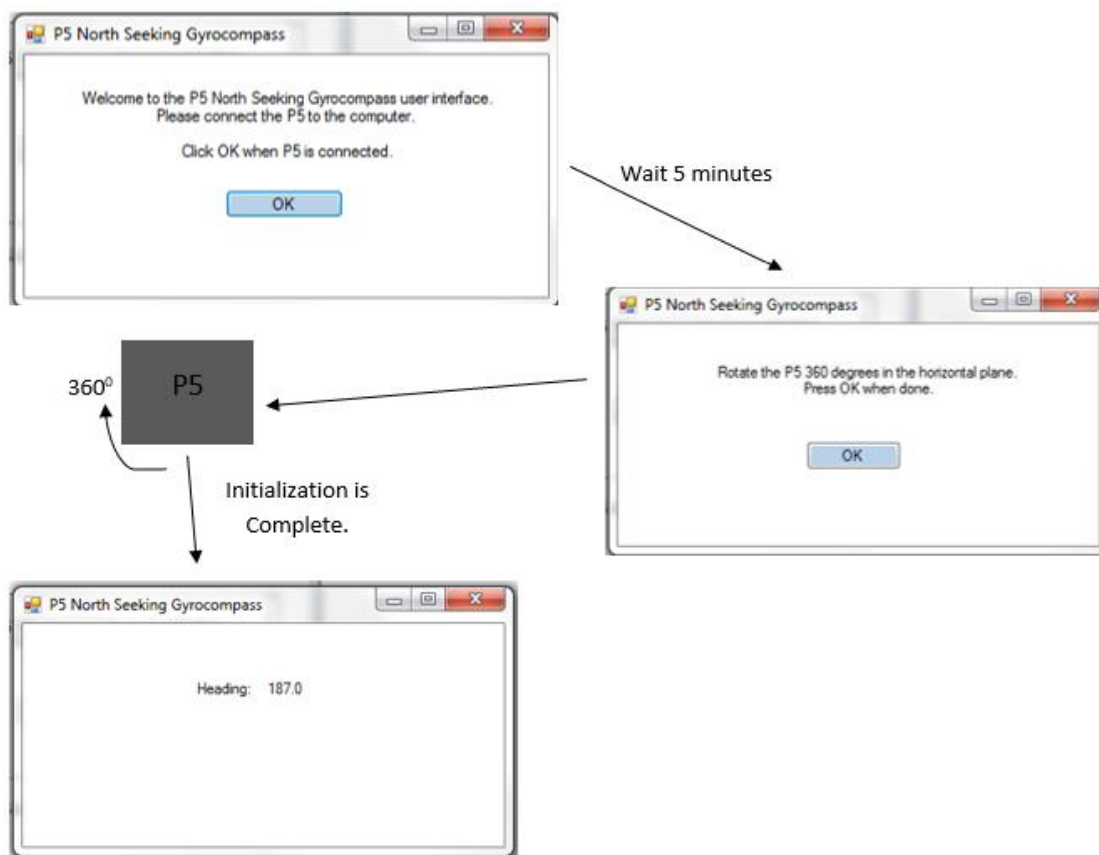 P5 North Seeking Gyrocompass
Welcome to the P5 North Seeking Gyrocompass user interface.
Please connect the P5 to the computer.
Click OK when P5 is connected.
OK
Wait 5 minutes
P5 North Seeking Gyrocompass
Rotate the P5 360 degrees in the horizontal plane.
Press OK when done.
OK
360⁰
P5
Initialization is
Complete.
P5 North Seeking Gyrocompass
Heading: 187.0